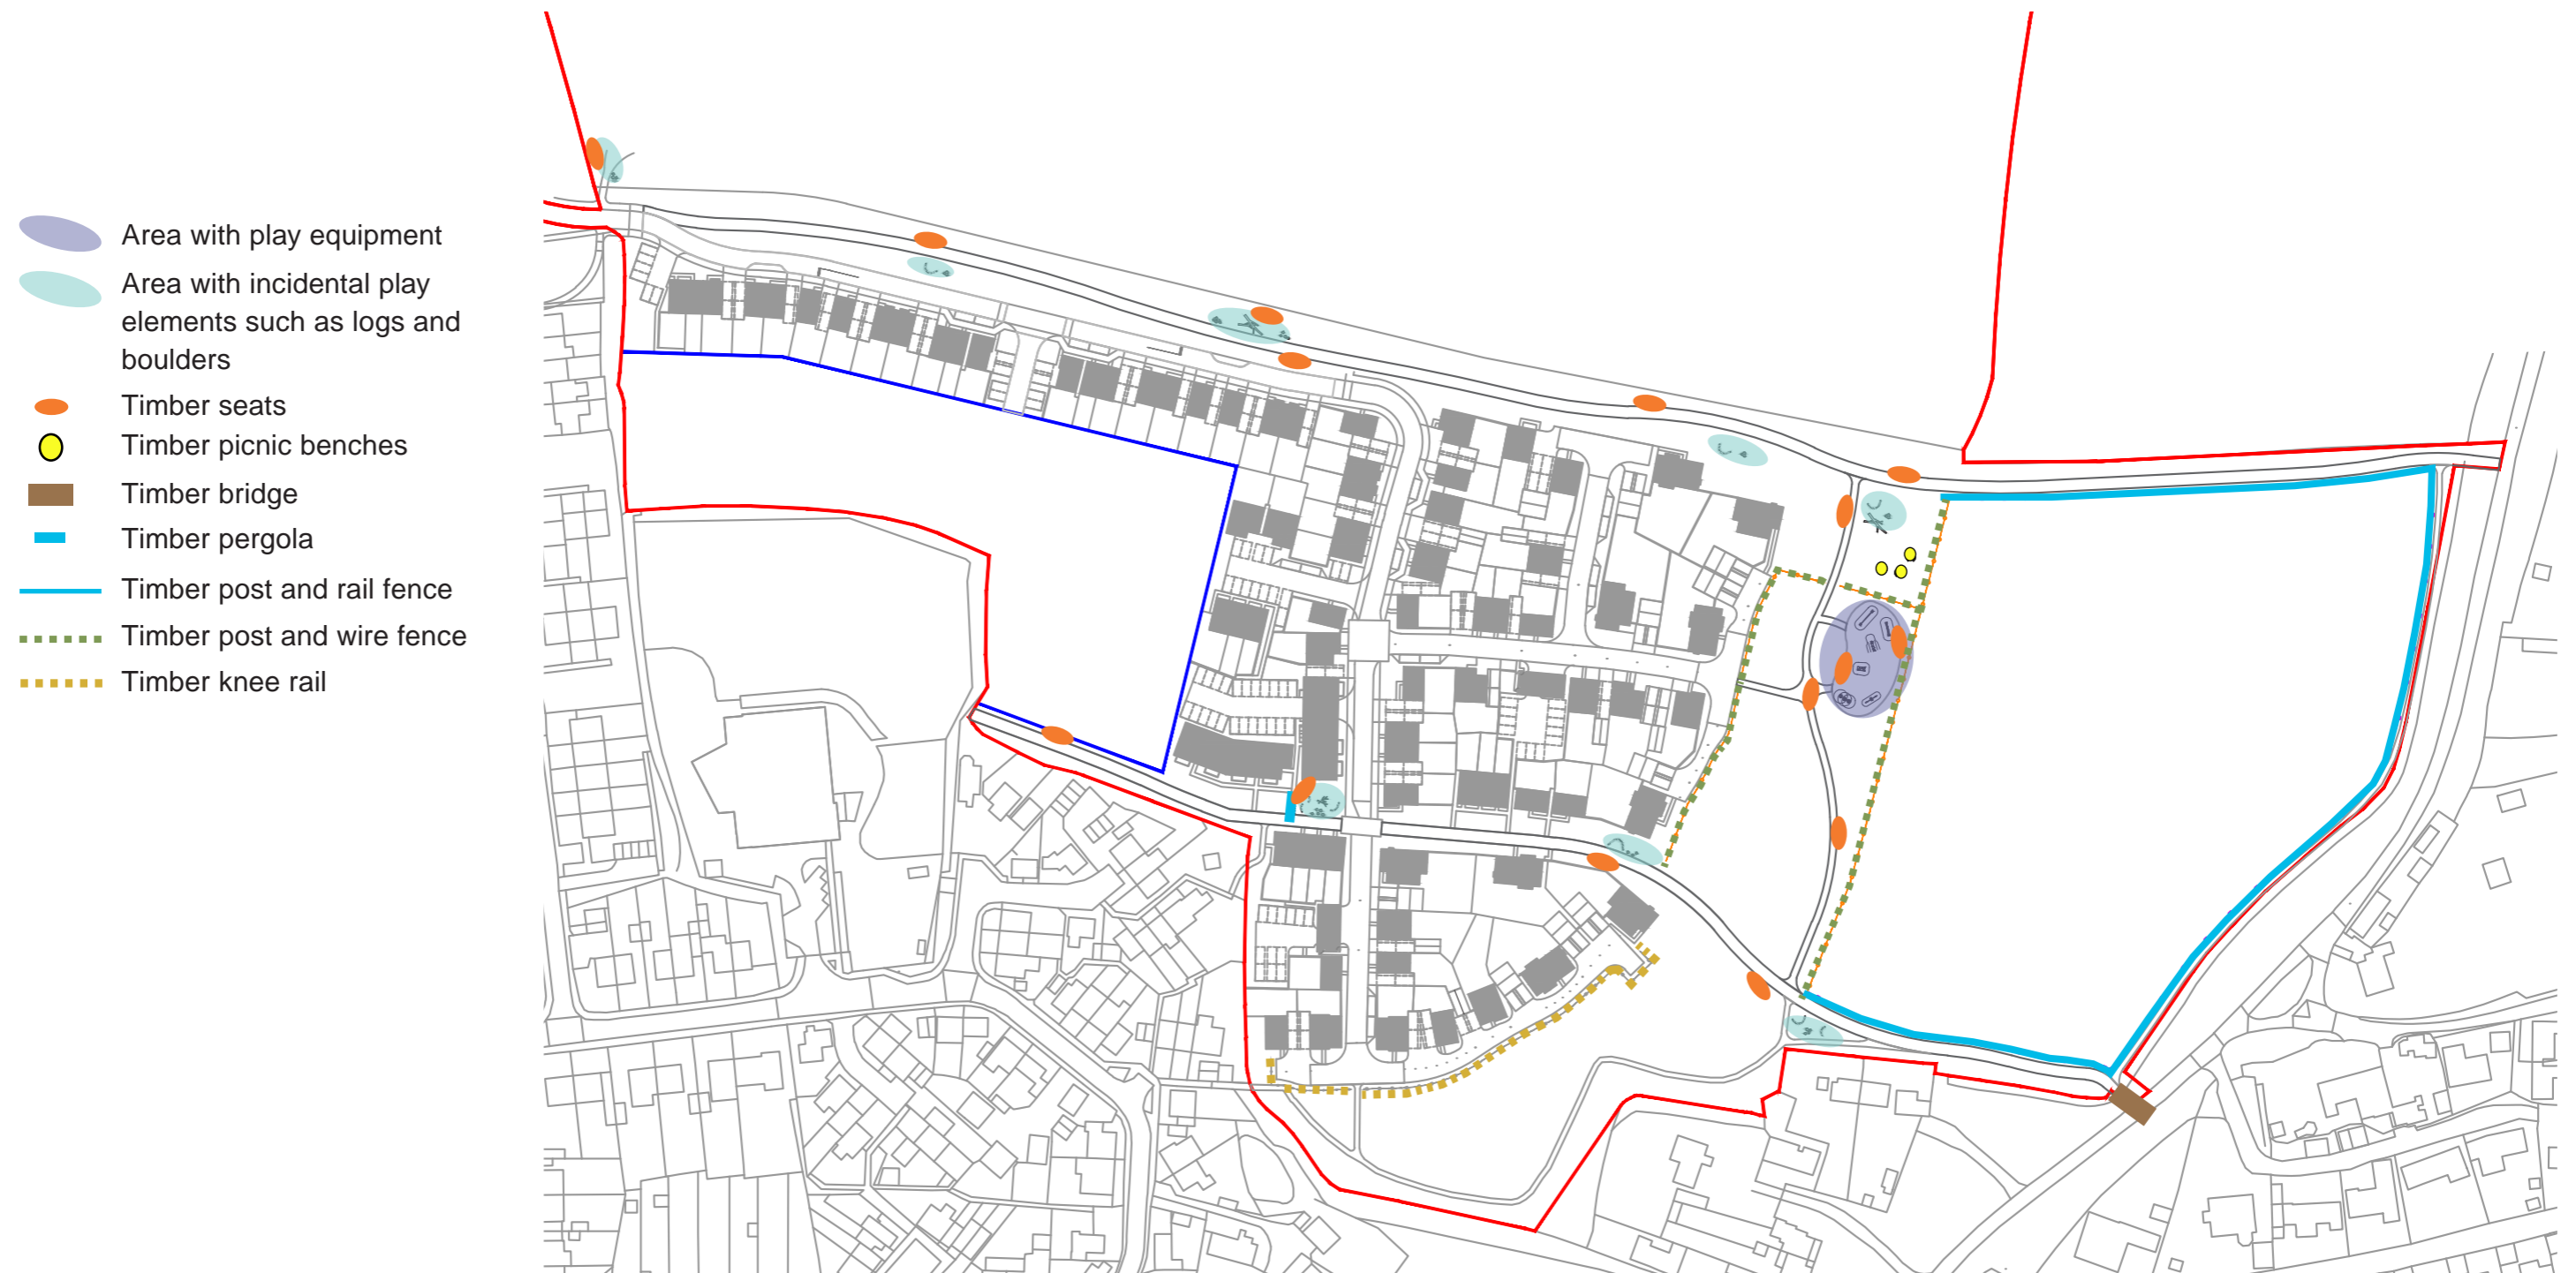 Area with play equipment
Area with incidental play
elements such as logs and
boulders
Timber seats
Timber picnic benches
Timber bridge
Timber pergola
Timber post and rail fence
Timber post and wire fence
Timber knee rail